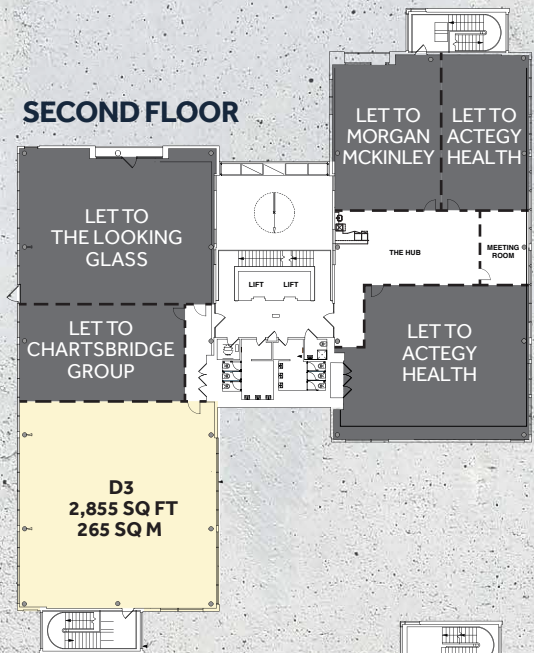 SECOND FLOOR
LET TO
MORGAN
MCKINLEY
LET TO
ACTEGY
HEALTH
LET TO
THE LOOKING
GLASS
THE HUB
MEETING
ROOM
LIFT
LIFT
LET TO
CHARTSBRIDGE
GROUP
LET TO
ACTEGY
HEALTH
D3
2,855 SQ FT
265 SQ M